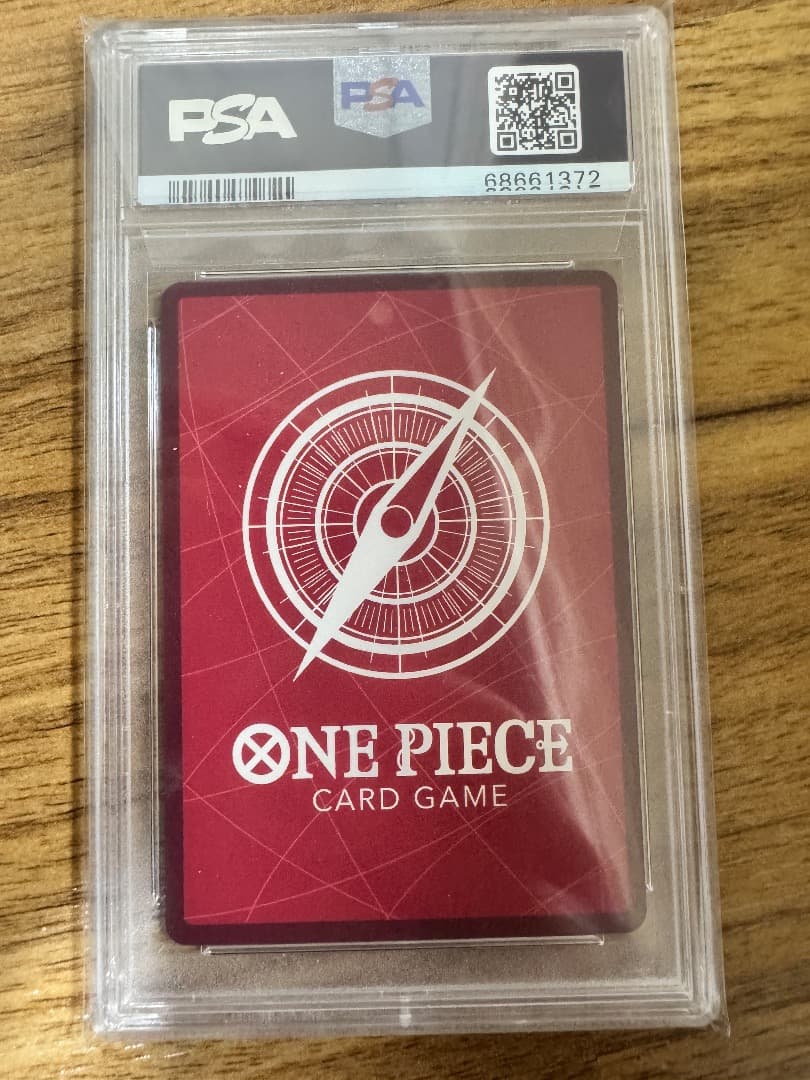 PSA
PSA
68661372
ONE PIECE
CARD GAME